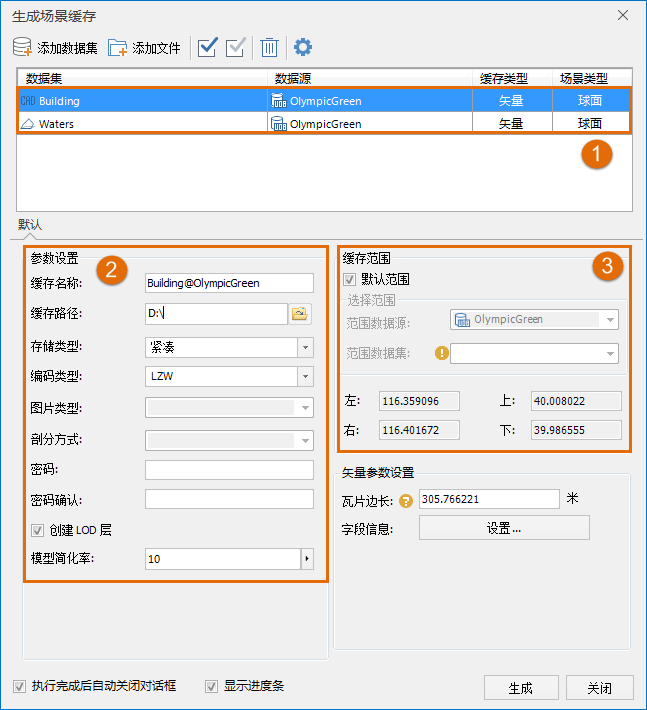 生成场景缓存
添加数据集 添加文件
数据集 数据源 缓存类型 场景类型
CAD Building OlympicGreen 矢量 球面
Waters OlympicGreen 矢量 球面
1
默认
参数设置
2
缓存名称: Building@OlympicGreen
缓存路径: D:\
存储类型: '紧凑
编码类型: LZW
图片类型:
剖分方式:
密码:
密码确认:
创建 LOD 层
模型简化率: 10
缓存范围
3
默认范围
选择范围
范围数据源: OlympicGreen
范围数据集:
左: 116.359096 上: 40.008022
右: 116.401672 下: 39.986555
矢量参数设置
瓦片边长: 305.766221 米
字段信息: 设置...
执行完成后自动关闭对话框 显示进度条 生成 关闭